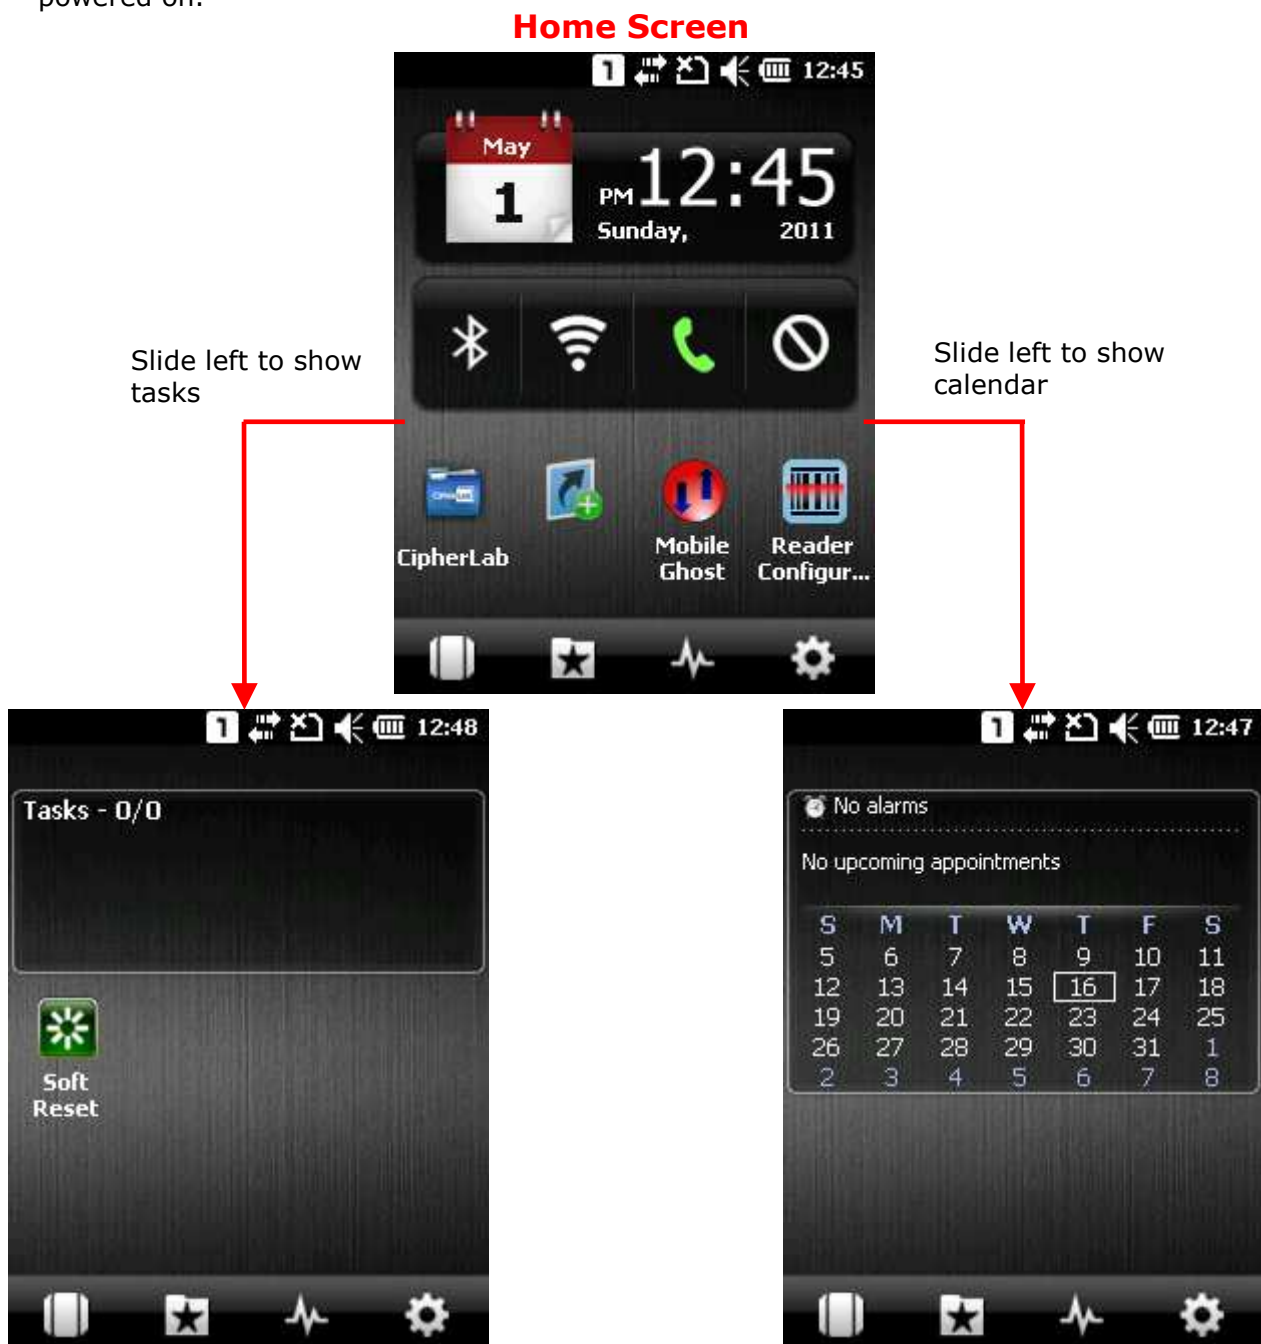 powered on.
Home Screen
1 12:45
May
1
PM 12:45
Sunday, 2011
Slide left to show
tasks
Slide left to show
calendar
CipherLab
Mobile
Ghost
Reader
Configur...
1 12:48
Tasks - 0/0
Soft
Reset
1 12:47
No alarms
No upcoming appointments
S M T W T F S
5 6 7 8 9 10 11
12 13 14 15 16 17 18
19 20 21 22 23 24 25
26 27 28 29 30 31 1
2 3 4 5 6 7 8